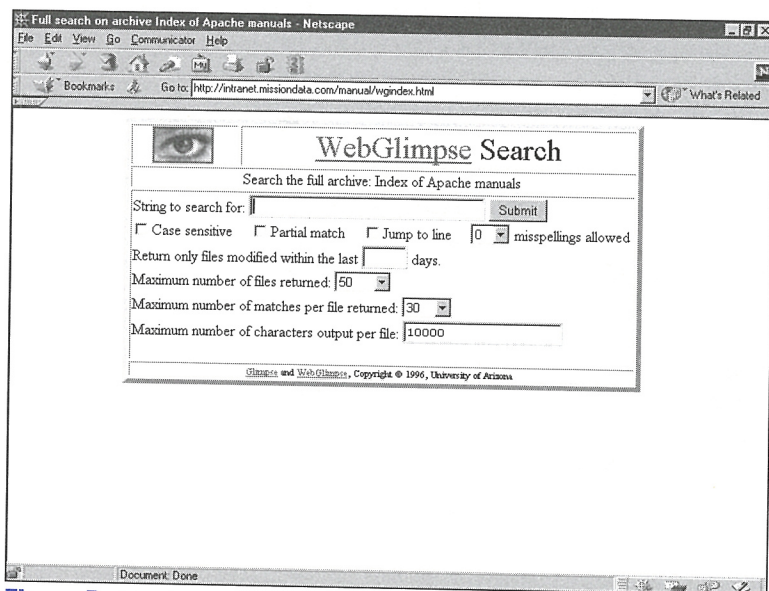 Full search on archive Index of Apache manuals - Netscape
File Edit View Go Communicator Help
My
N
Bookmarks Go to: http://intranet.missiondata.com/manual/wgindex.html What's Related
WebGlimpse Search
Search the full archive: Index of Apache manuals
String to search for: Submit
Case sensitive Partial match Jump to line 0 misspellings allowed
Return only files modified within the last days.
Maximum number of files returned: 50
Maximum number of matches per file returned: 30
Maximum number of characters output per file: 10000
Glimpse and WebGlimpse, Copyright © 1996, University of Arizona
Document: Done